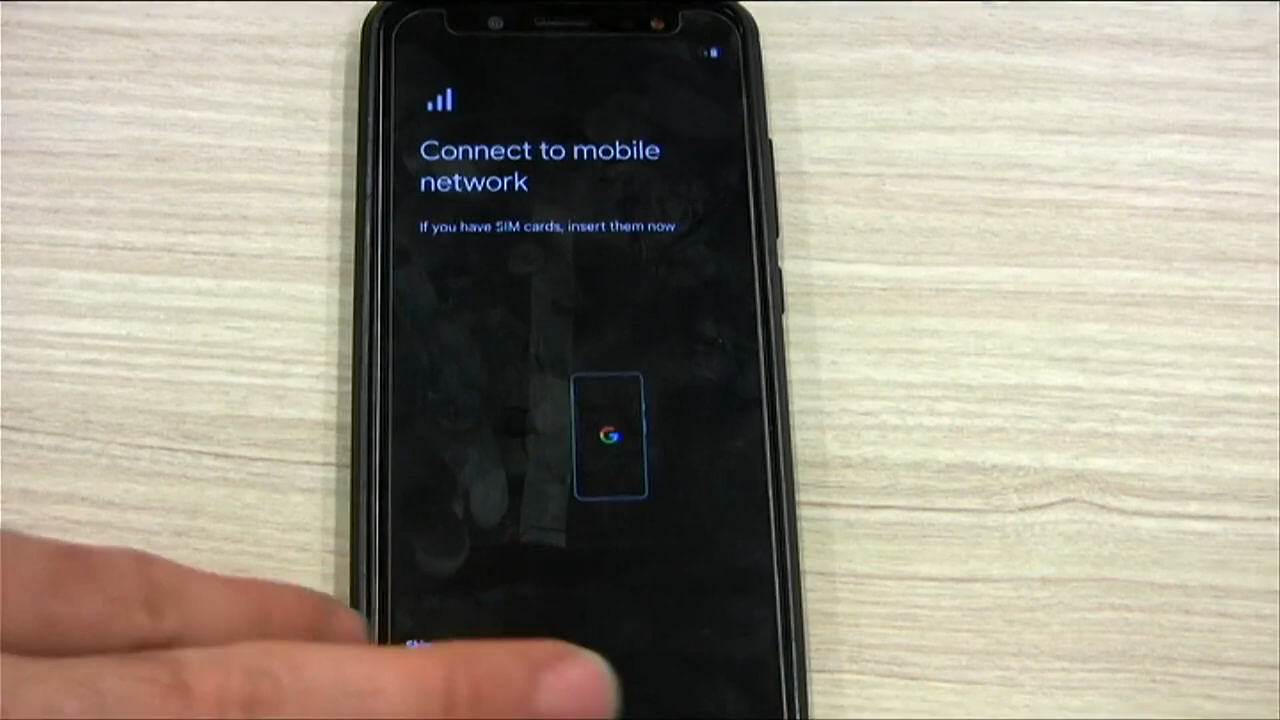 Connect to mobile
network
If you have SIM cards, insert them now
G